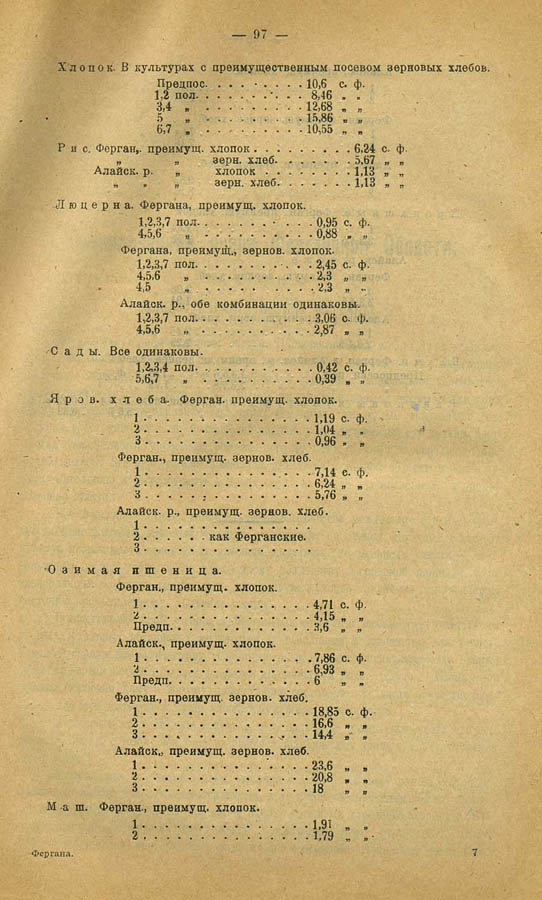 — 97 —
Хлопок. В культурах с преимущественным посевом зерновых хлебов.
Предпос. . . . . . . . . 10,6 с. ф.
1.2 пол. . . . . . . . . 8,46 „ „
3,4 „ . . . . . . . . . 12,68 „ „
5 „ . . . . . . . . . 15,86 „ „
6,7 „ . . . . . . . . . 10,55 „ „
Рис. Ферган,. преимущ. хлопок . . . . . . . . . 6,24 с. ф.
„ „ зерн. хлеб. . . . . . . 5,67 „ „
Алайск. р. „ хлопок . . . . . . . . 1,13 „ „
„ „ „ зерн. хлеб. . . . . . . 1,13 „ „
Люцерна. Фергана, преимущ. хлопок.
1,2,3,7 пол. . . . . . . . . . . 0,95 с. ф.
4,5,6 „ . . . . . . . . . . 0,88 „ „
Фергана, преимущ., зернов. хлопок.
1,2,3,7 пол. . . . . . . . . . . 2,45 с. ф.
4,5,6 „ . . . . . . . . . . 2,3 „ „
4,5 „ . . . . . . . . . . 2,3 „ „
Алайск. р., обе комбинации одинаковы.
1,2,3,7 пол. . . . . . . . . . . 3,06 с. ф.
4,5,6 „ . . . . . . . . . . 2,87 „ „
Сады. Все одинаковы.
1,2,3,4 пол. . . . . . . . . . . 0,42 с. ф.
5,6,7 „ . . . . . . . . . . 0,39 „ „
Яров. хлеба. Ферган. преимущ. хлопок.
1 . . . . . . . . . . . . . . 1,19 с. ф.
2 . . . . . . . . . . . . . . 1,04 „ „
3 . . . . . . . . . . . . . . 0,96 „ „
Ферган., преимущ. зернов. хлеб.
1 . . . . . . . . . . . . . . 7,14 с. ф.
2 . . . . . . . . . . . . . . 6,24 „ „
3 . . . . . . . . . . . . . . 5,76 „ „
Алайск. р., преимущ. зернов. хлеб.
1 . . . . . . . . . . . . . .
2 . . . . . . как Ферганские.
3 . . . . . . . . . . . . . .
Озимая пшеница.
Ферган., преимущ. хлопок.
1 . . . . . . . . . . . . . . 4,71 с. ф.
2 . . . . . . . . . . . . . . 4,15 „ „
Предп. . . . . . . . . . . . 3,6 „ „
Алайск., преимущ. хлопок.
1 . . . . . . . . . . . . . . 7,86 с. ф.
2 . . . . . . . . . . . . . . 6,93 „ „
Предп. . . . . . . . . . . . 6 „ „
Ферган., преимущ. зернов. хлеб.
1 . . . . . . . . . . . . . . 18,85 с. ф.
2 . . . . . . . . . . . . . . 16,6 „ „
3 . . . . . . . . . . . . . . 14,4 „ „
Алайск., преимущ. зернов. хлеб.
1 . . . . . . . . . . . . . . 23,6 „ „
2 . . . . . . . . . . . . . . 20,8 „ „
3 . . . . . . . . . . . . . . 18 „ „
Маш. Ферган., преимущ. хлопок.
1 . . . . . . . . . . . . . . 1,91 „ „
2 . . . . . . . . . . . . . . 1,79 „ „
Фергана. 7